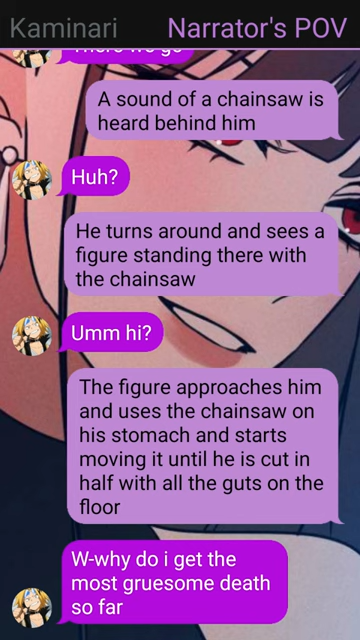 Kaminari Narrator's POV
There we go
A sound of a chainsaw is
heard behind him
Huh?
He turns around and sees a
figure standing there with
the chainsaw
Umm hi?
The figure approaches him
and uses the chainsaw on
his stomach and starts
moving it until he is cut in
half with all the guts on the
floor
W-why do i get the
most gruesome death
so far